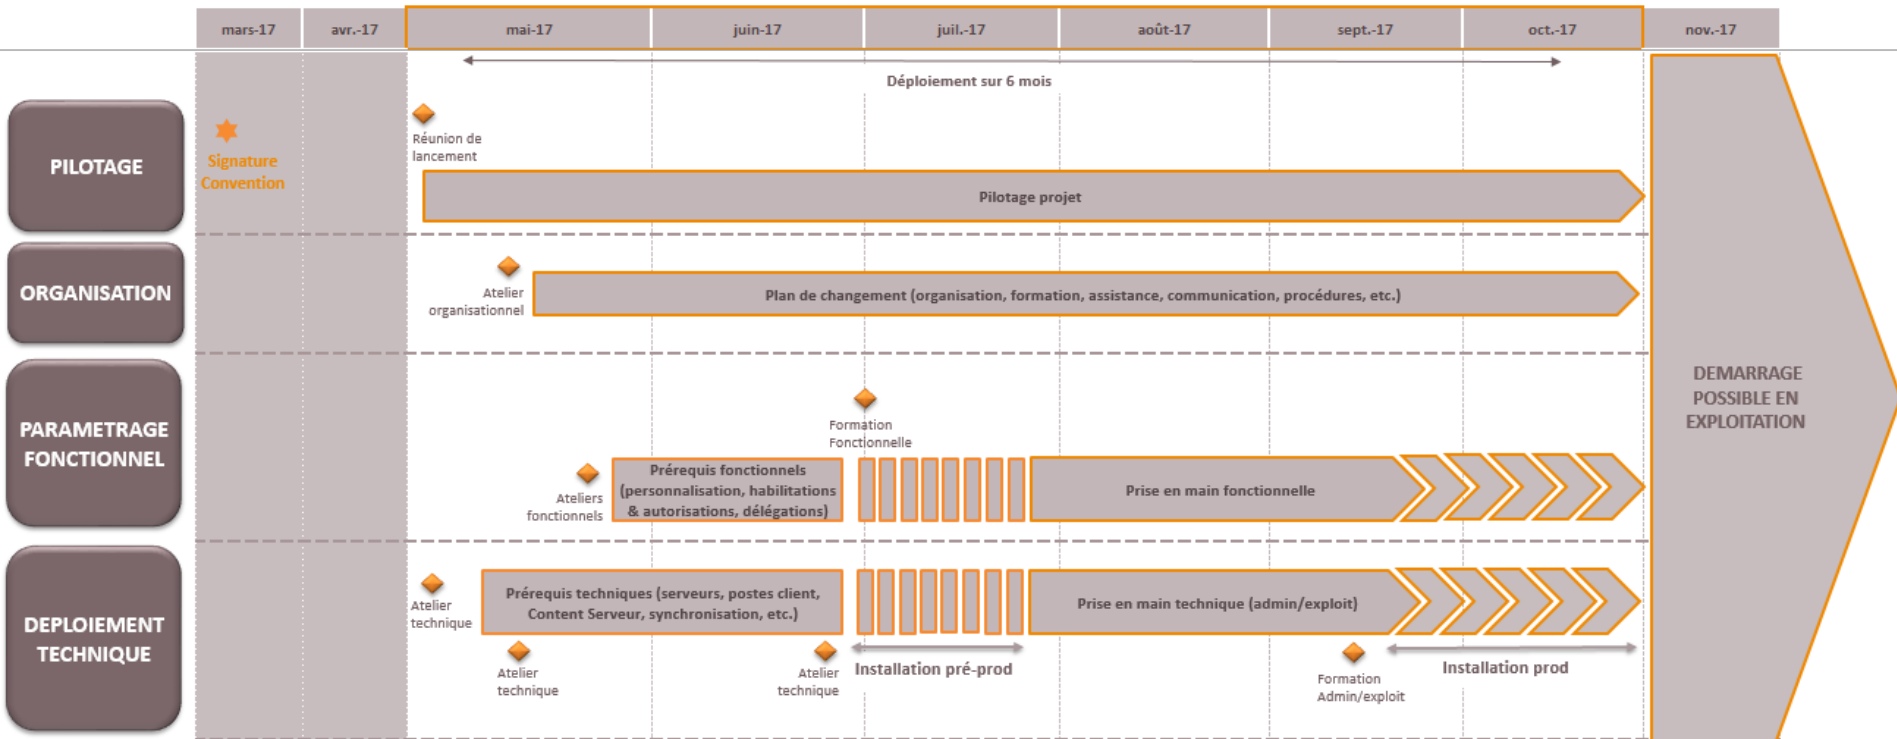 mars-17
avr.-17
mai-17
juin-17
juil.-17
août-17
sept.-17
oct.-17
nov.-17
Déploiement sur 6 mois
PILOTAGE
Signature
Convention
Réunion de
lancement
Pilotage projet
ORGANISATION
Atelier
organisationnel
Plan de changement (organisation, formation, assistance, communication, procédures, etc.)
PARAMETRAGE
FONCTIONNEL
Formation
Fonctionnelle
Ateliers
fonctionnels
Prérequis fonctionnels
(personnalisation, habilitations
& autorisations, délégations)
Prise en main fonctionnelle
DEPLOIEMENT
TECHNIQUE
Atelier
technique
Prérequis techniques (serveurs, postes client,
Content Serveur, synchronisation, etc.)
Prise en main technique (admin/exploit)
Atelier
technique
Atelier
technique
Installation pré-prod
Formation
Admin/exploit
Installation prod
DEMARRAGE
POSSIBLE EN
EXPLOITATION